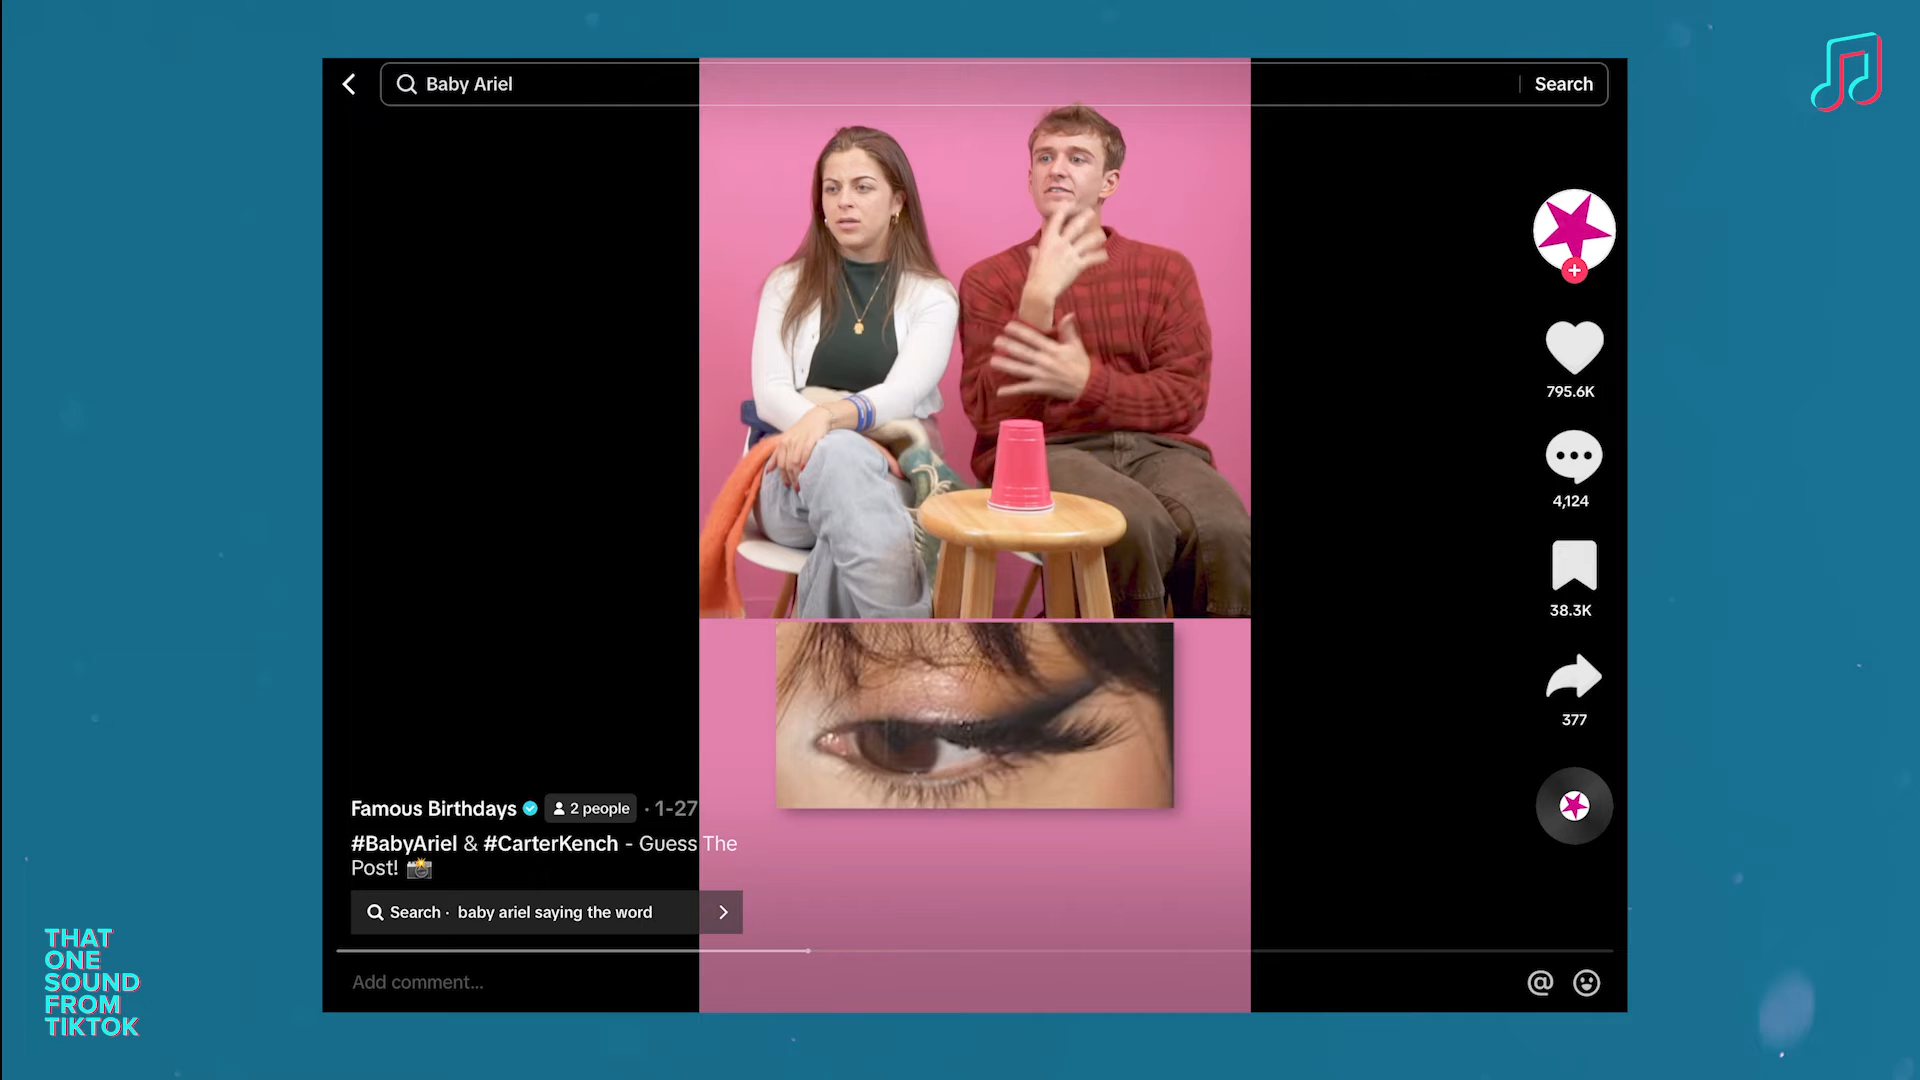 Baby Ariel
Search
795.6K
4,124
38.3K
377
Famous Birthdays 2 people · 1-27
#BabyAriel & #CarterKench - Guess The
Post! 📸
Search · baby ariel saying the word
Add comment...
@
THAT
ONE
SOUND
FROM
TIKTOK